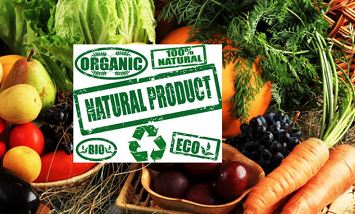 ORGANIC
100%
NATURAL
NATURAL PRODUCT
BIO
ECO